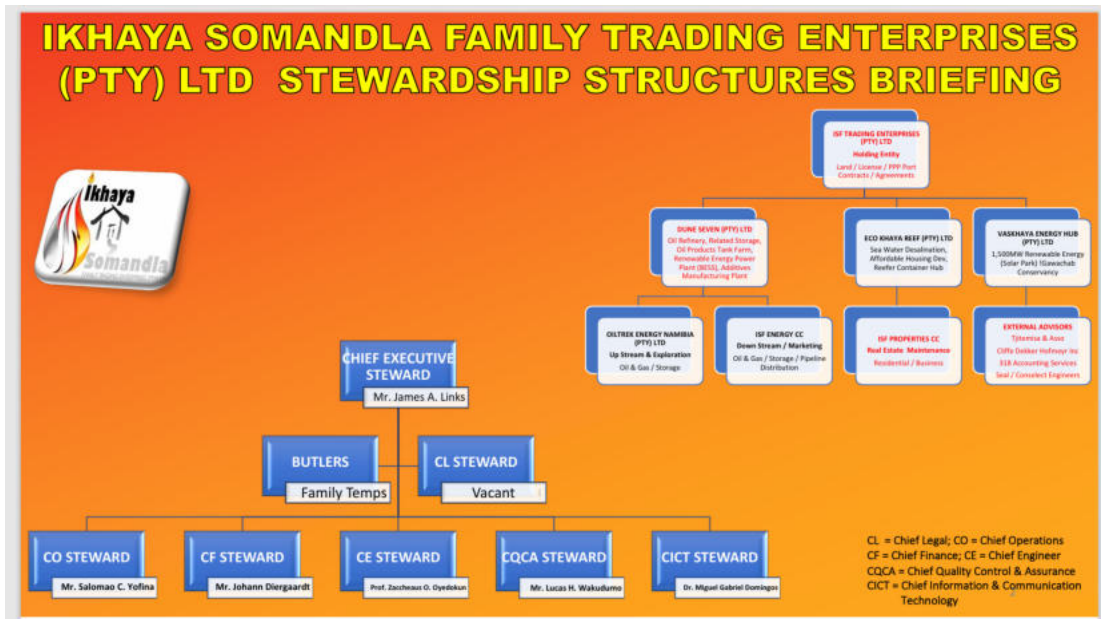 IKHAYA SOMANDLA FAMILY TRADING ENTERPRISES
(PTY) LTD STEWARDSHIP STRUCTURES BRIEFING
Ikhaya
Somandla
ISF TRADING ENTERPRISES
(PTY) LTD
Holding Entity
Land / License / PPP Port
Contracts / Agreements
DUNE SEVEN (PTY) LTD
Oil Refinery, Related Storage,
Oil Products Tank Farm,
Renewable Energy Power
Plant (BESS), Additives
Manufacturing Plant
ECO KHAYA REEF (PTY) LTD
Sea Water Desalination,
Affordable Housing Dev,
Reefer Container Hub
VASKHAYA ENERGY HUB
(PTY) LTD
1,500MW Renewable Energy
(Solar Park) !Gawachab
Conservancy
OILTREK ENERGY NAMIBIA
(PTY) LTD
Up Stream & Exploration
Oil & Gas / Storage
ISF ENERGY CC
Down Stream / Marketing
Oil & Gas / Storage / Pipeline
Distribution
ISF PROPERTIES CC
Real Estate Maintanance
Residential / Business
EXTERNAL ADVISORS
Tjitemisa & Assc
Cliffe Dekker Hofmeyr Inc
318 Accounting Services
Seal / Conselect Engineers
CHIEF EXECUTIVE
STEWARD
Mr. James A. Links
BUTLERS
Family Temps
CL STEWARD
Vacant
CO STEWARD
Mr. Salomao C. Yofina
CF STEWARD
Mr. Johann Diergaardt
CE STEWARD
Prof. Zaccheaus O. Oyedokun
CQCA STEWARD
Mr. Lucas H. Wakudumo
CICT STEWARD
Dr. Miguel Gabriel Domingos
CL = Chief Legal; CO = Chief Operations
CF = Chief Finance; CE = Chief Engineer
CQCA = Chief Quality Control & Assurance
CICT = Chief Information & Communication
Technology
2